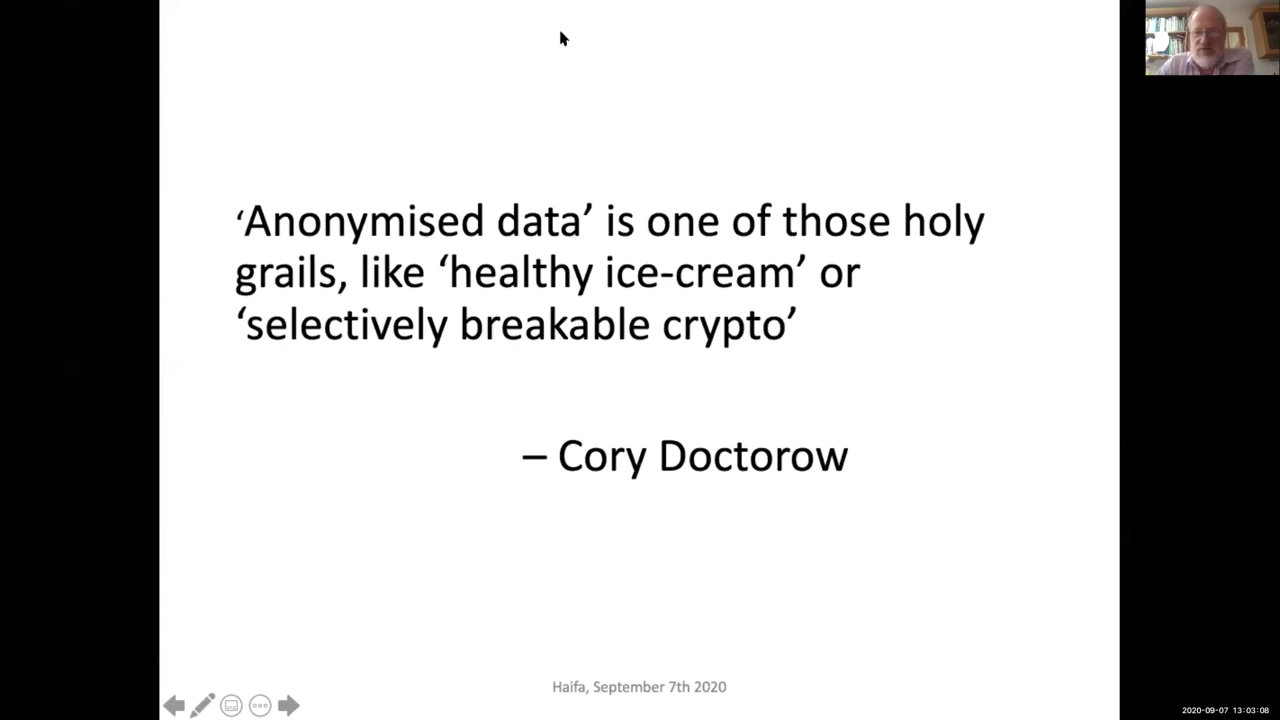 ‘Anonymised data’ is one of those holy
grails, like ‘healthy ice-cream’ or
‘selectively breakable crypto’
– Cory Doctorow
Haifa, September 7th 2020
2020-09-07 13:03:08